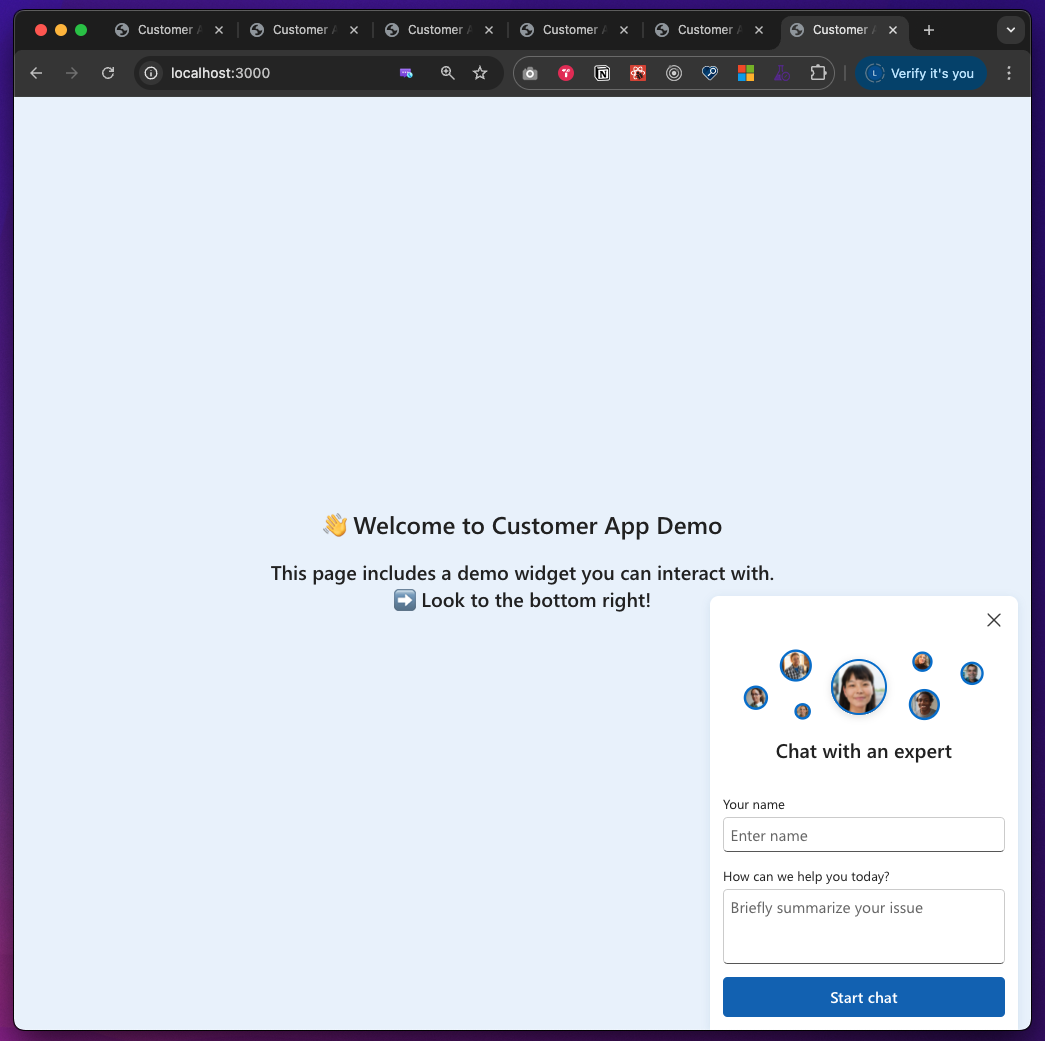 Customer A
Customer A
Customer A
Customer A
Customer A
Customer A
localhost:3000
L
Verify it's you
👋 Welcome to Customer App Demo
This page includes a demo widget you can interact with.
➡️ Look to the bottom right!
Chat with an expert
Your name
Enter name
How can we help you today?
Briefly summarize your issue
Start chat